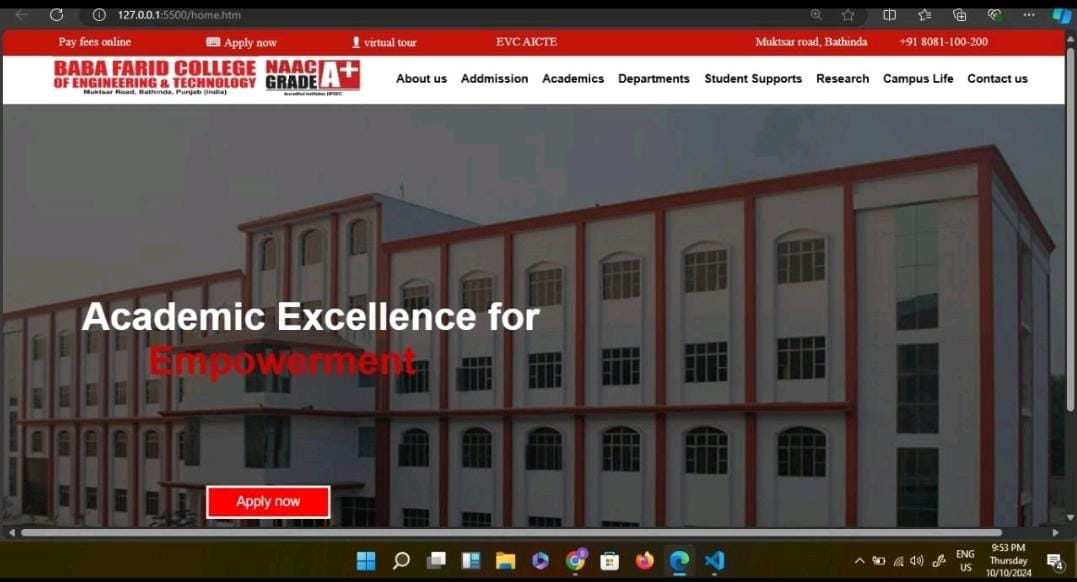 127.0.0.1:5500/home.htm
Pay fees online Apply now virtual tour EVC AICTE Muktsar road, Bathinda +91 8081-100-200
BABA FARID COLLEGE
OF ENGINEERING & TECHNOLOGY
Muktsar Road, Bathinda, Punjab (India)
NAAC
GRADE A+
About us Addmission Academics Departments Student Supports Research Campus Life Contact us
Academic Excellence for
Empowerment
Apply now
ENG
US
9:53 PM
Thursday
10/10/2024
4